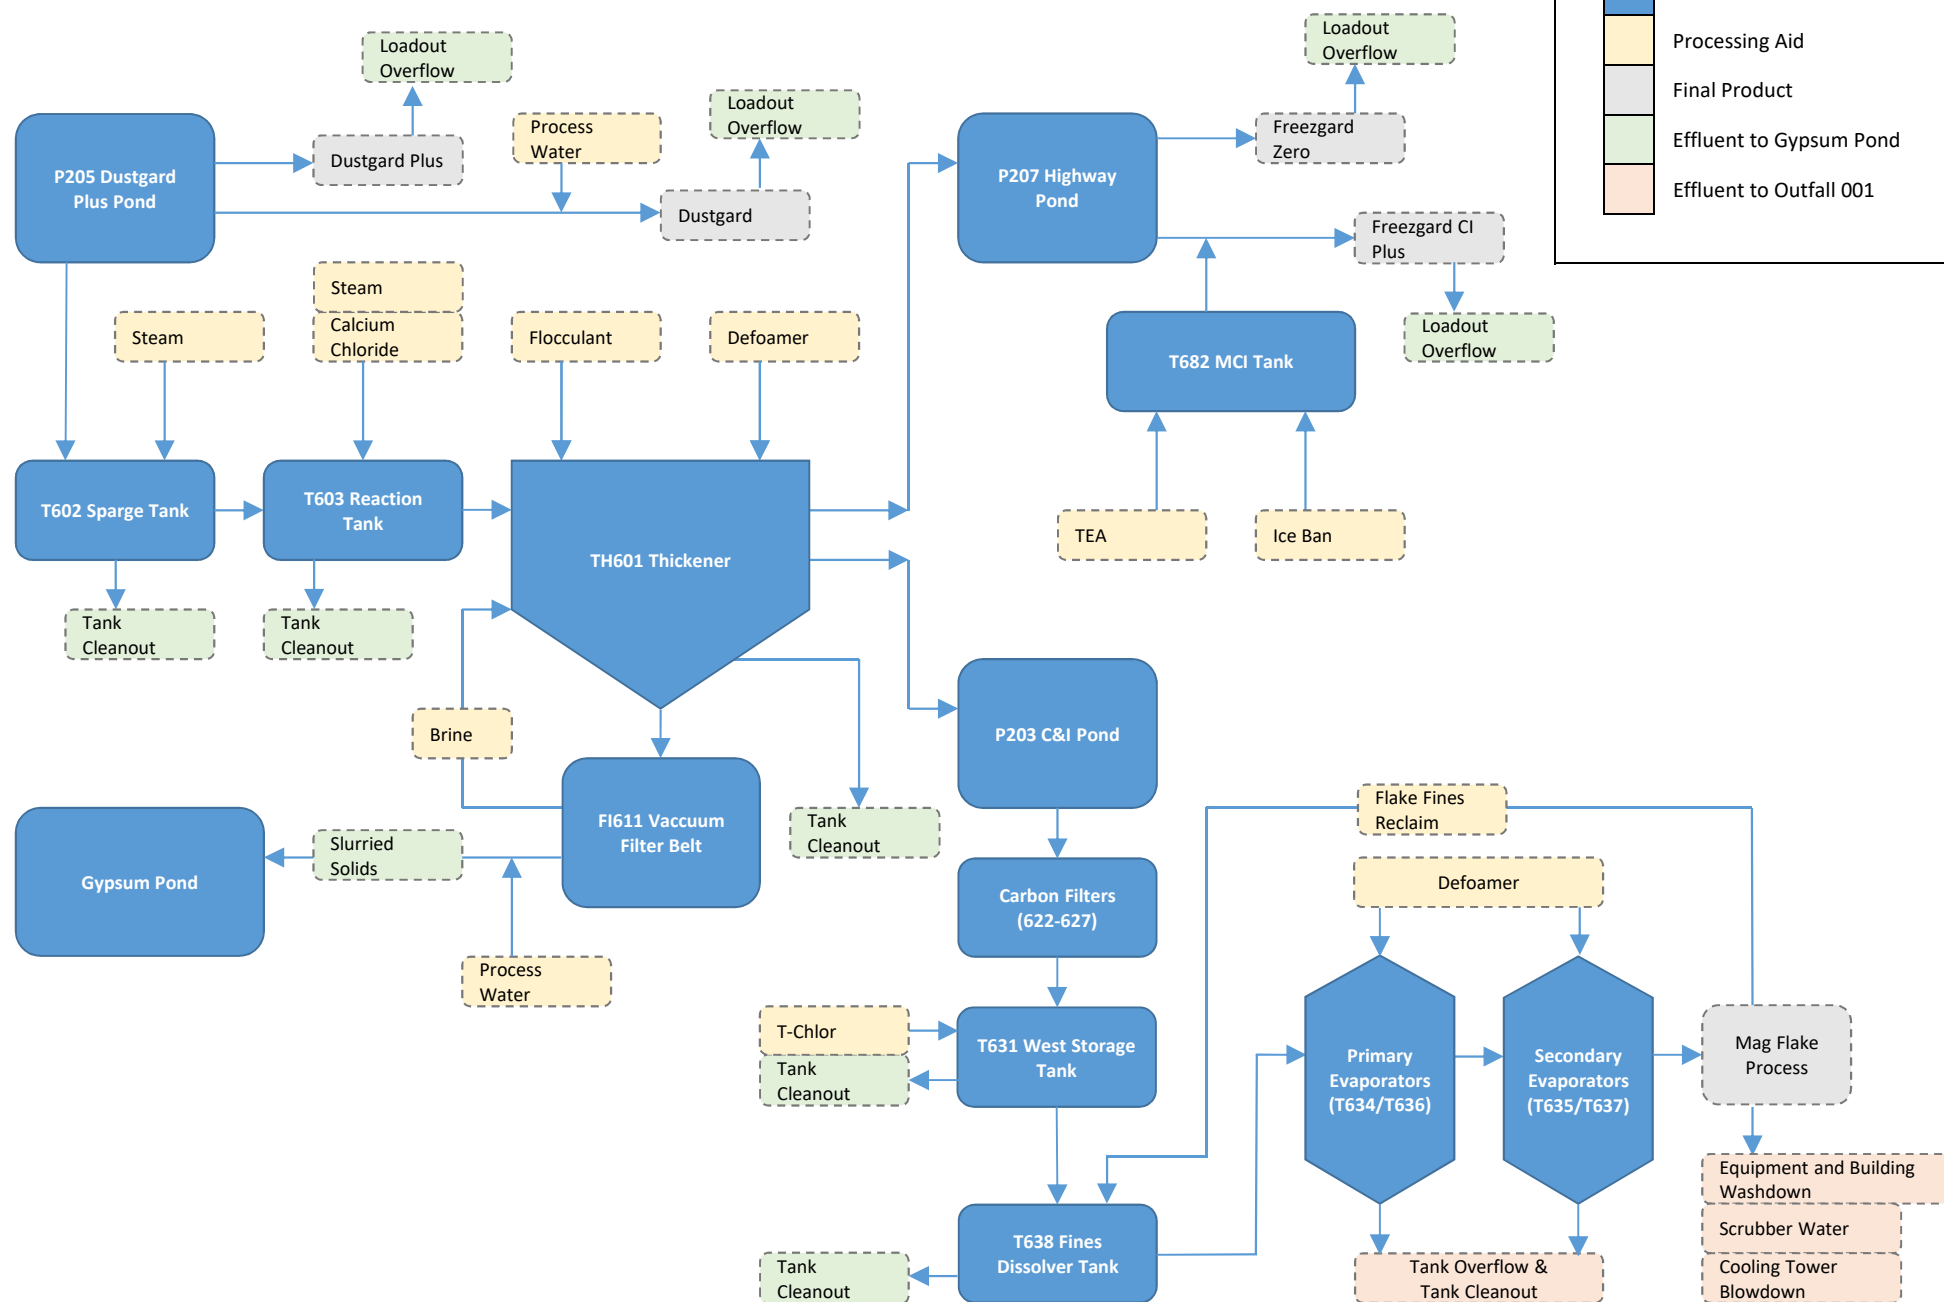 Loadout
Overflow
Loadout
Overflow
Processing Aid
Final Product
Effluent to Gypsum Pond
Effluent to Outfall 001
Loadout
Overflow
Process
Water
Freezgard
Zero
Dustgard Plus
P205 Dustgard
Plus Pond
P207 Highway
Pond
Dustgard
Freezgard CI
Plus
Steam
Steam
Calcium
Chloride
Flocculant
Defoamer
Loadout
Overflow
T682 MCI Tank
T602 Sparge Tank
T603 Reaction
Tank
TH601 Thickener
TEA
Ice Ban
Tank
Cleanout
Tank
Cleanout
Brine
P203 C&I Pond
FI611 Vaccuum
Filter Belt
Tank
Cleanout
Flake Fines
Reclaim
Slurried
Solids
Gypsum Pond
Defoamer
Carbon Filters
(622-627)
Process
Water
T-Chlor
Tank
Cleanout
T631 West Storage
Tank
Primary
Evaporators
(T634/T636)
Secondary
Evaporators
(T635/T637)
Mag Flake
Process
Equipment and Building
Washdown
Scrubber Water
Cooling Tower
Blowdown
T638 Fines
Dissolver Tank
Tank
Cleanout
Tank Overflow &
Tank Cleanout